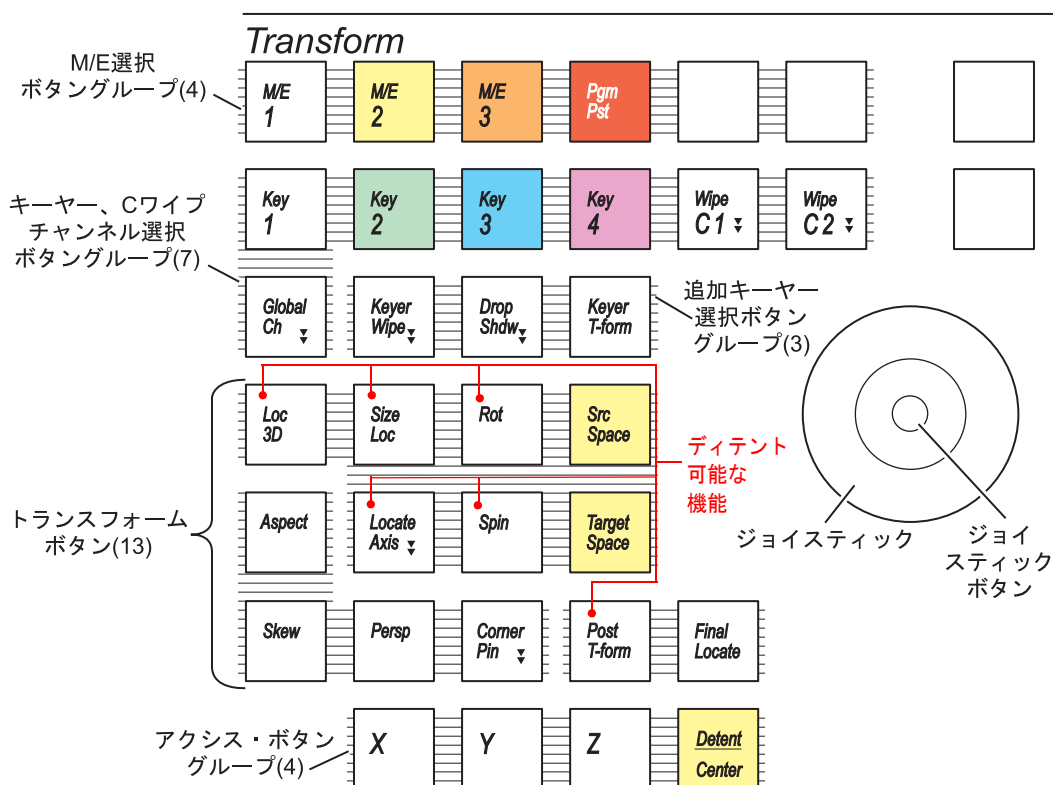 Transform
M/E選択
ボタングループ(4)
M/E
1
M/E
2
M/E
3
Pgm
Pst
キーヤー、Cワイプ
チャンネル選択
ボタングループ(7)
Key
1
Key
2
Key
3
Key
4
Wipe
C1
Wipe
C2
Global
Ch
Keyer
Wipe
Drop
Shdw
Keyer
T-form
追加キーヤー
選択ボタン
グループ(3)
トランスフォーム
ボタン(13)
Loc
3D
Size
Loc
Rot
Src
Space
ディテント
可能な
機能
Aspect
Locate
Axis
Spin
Target
Space
ジョイスティック
ジョイ
スティック
ボタン
Skew
Persp
Corner
Pin
Post
T-form
Final
Locate
アクシス・ボタン
グループ(4)
X
Y
Z
Detent
Center